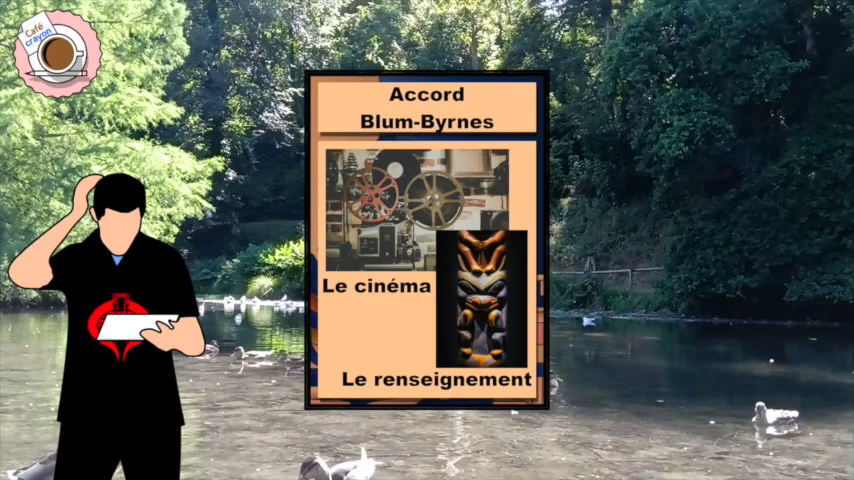 Café
crayon
Accord
Blum-Byrnes
Le cinéma
Le renseignement